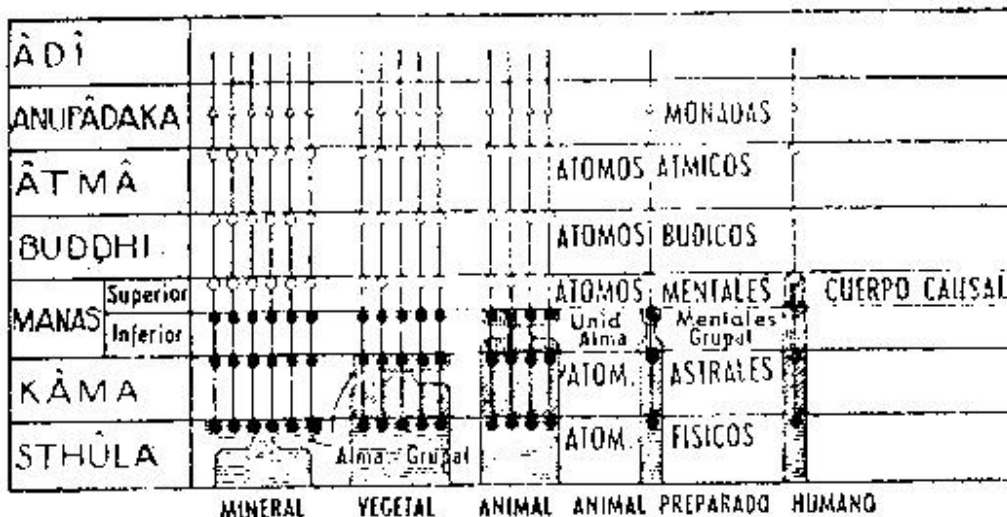 ÀDÎ
ANUPÂDAKA MONADAS
ÂTMÂ ATOMOS ATMICOS
BUDDHI ATOMOS BUDICOS
MANAS Superior ATOMOS MENTALES CUERPO CAUSAL
Inferior Unid Mentales
Alma Grupal
KÀMA ATOM. ASTRALES
STHÛLA ATOM. FISICOS
Alma Grupal
MINERAL VEGETAL ANIMAL ANIMAL PREPARADO HUMANO